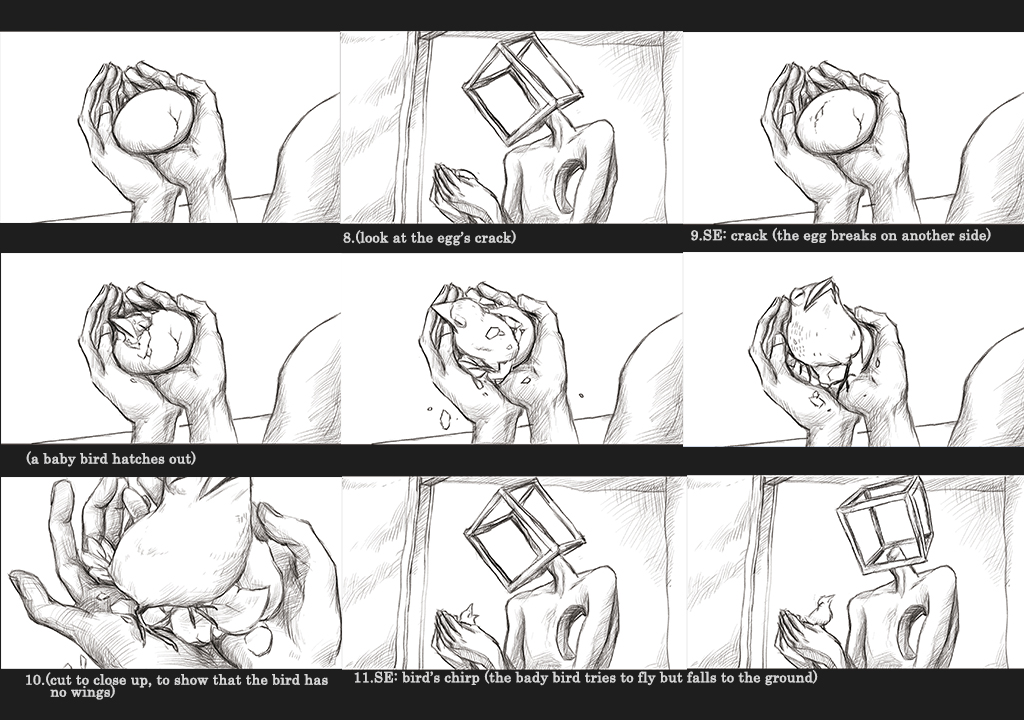 8.(look at the egg's crack)
9.SE: crack (the egg breaks on another side)
(a baby bird hatches out)
10.(cut to close up, to show that the bird has
no wings)
11.SE: bird's chirp (the bady bird tries to fly but falls to the ground)